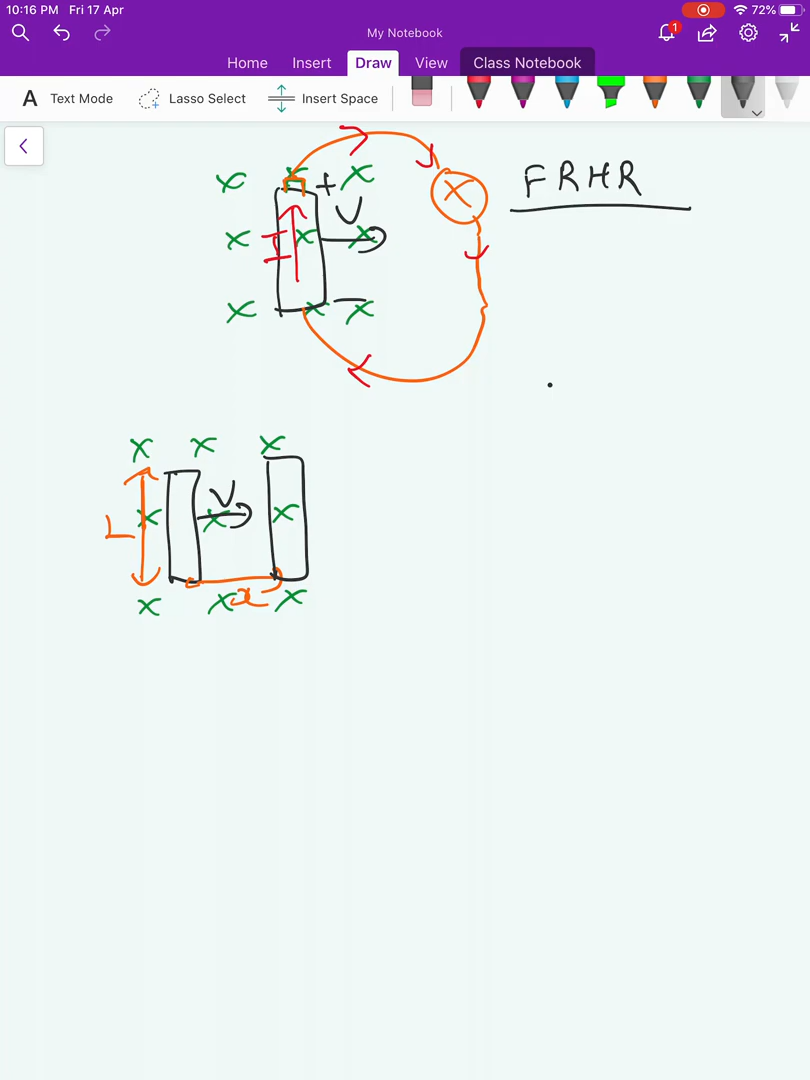 10:16 PM Fri 17 Apr
72%
My Notebook
1
Home Insert Draw View Class Notebook
A Text Mode Lasso Select Insert Space
x x + x
X
FRHR
V
I x x
x x – x
x x x
V
L x x x
x x x x